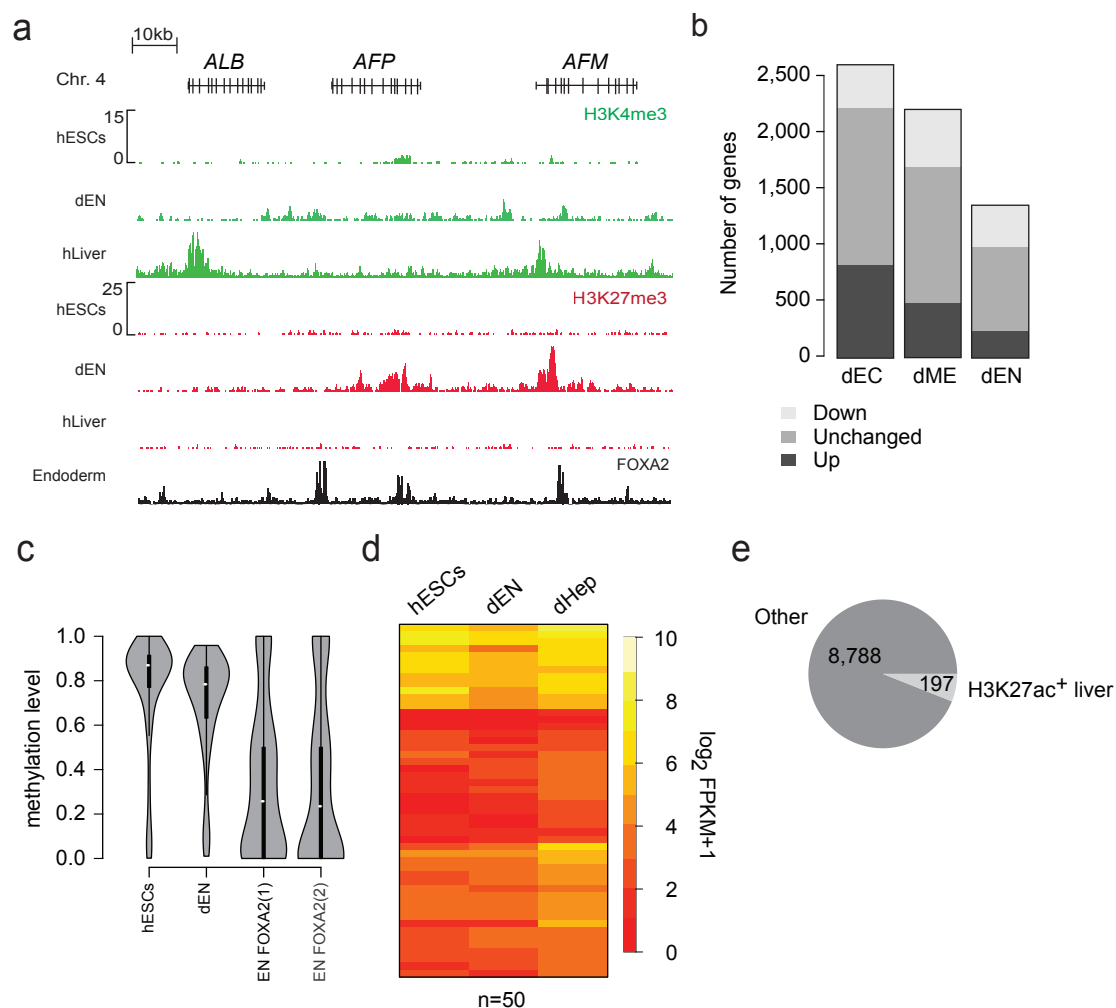 a
10kb
ALB AFP AFM
Chr. 4
15
H3K4me3
hESCs
0
dEN
hLiver
25
H3K27me3
hESCs
0
dEN
hLiver
FOXA2
Endoderm
b
Number of genes
2,500
2,000
1,500
1,000
500
0
dEC dME dEN
Down
Unchanged
Up
c
methylation level
1.0
0.8
0.6
0.4
0.2
0.0
hESCs
dEN
EN FOXA2(1)
EN FOXA2(2)
d
hESCs dEN dHep
10
8
6
4
2
0
log2 FPKM+1
n=50
e
Other
8,788
197
H3K27ac+ liver